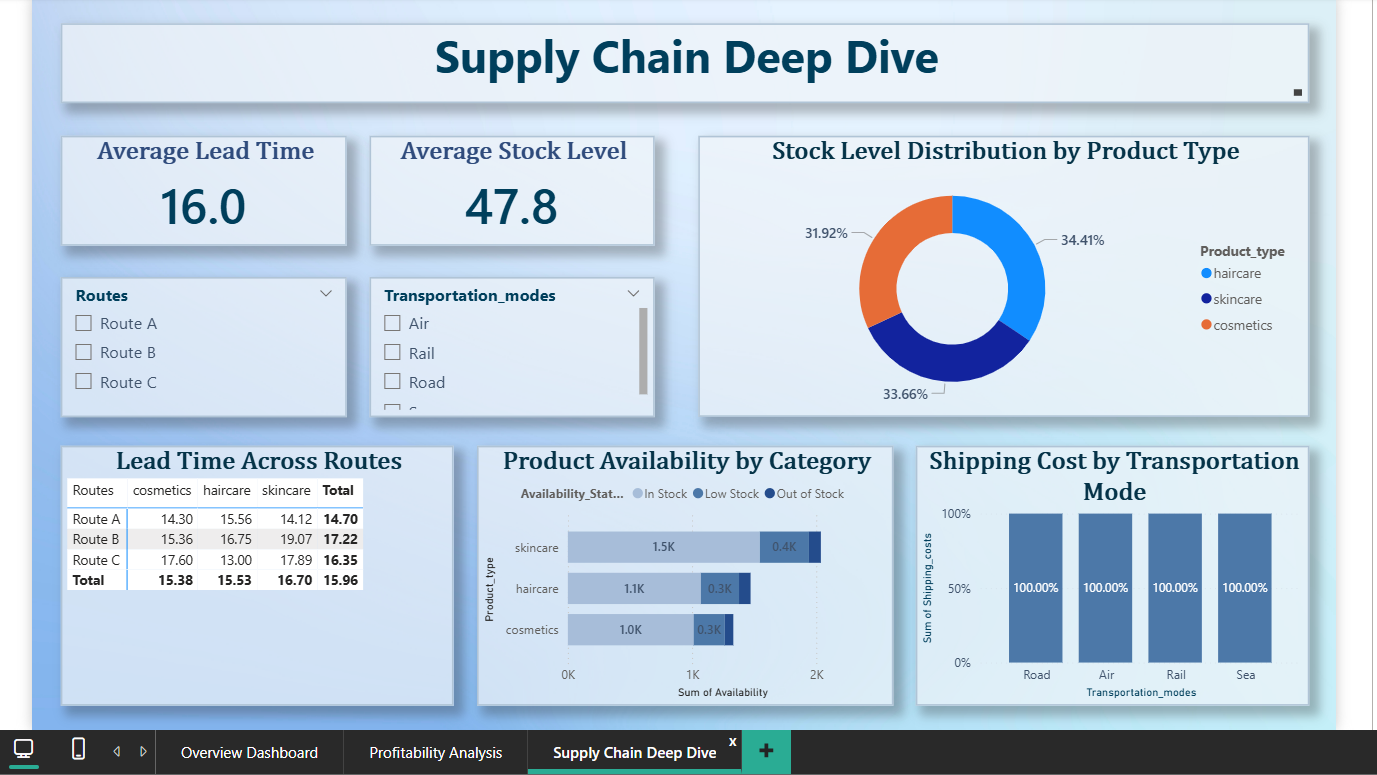 Supply Chain Deep Dive
Average Lead Time
16.0
Average Stock Level
47.8
Stock Level Distribution by Product Type
31.92%
34.41%
33.66%
Product_type
haircare
skincare
cosmetics
Routes
Route A
Route B
Route C
Transportation_modes
Air
Rail
Road
Lead Time Across Routes
Routes cosmetics haircare skincare Total
Route A 14.30 15.56 14.12 14.70
Route B 15.36 16.75 19.07 17.22
Route C 17.60 13.00 17.89 16.35
Total 15.38 15.53 16.70 15.96
Product Availability by Category
Availability_Stat... In Stock Low Stock Out of Stock
Product_type
skincare 1.5K 0.4K
haircare 1.1K 0.3K
cosmetics 1.0K 0.3K
0K 1K 2K
Sum of Availability
Shipping Cost by Transportation
Mode
Sum of Shipping_costs
100%
50%
0%
100.00% 100.00% 100.00% 100.00%
Road Air Rail Sea
Transportation_modes
Overview Dashboard Profitability Analysis Supply Chain Deep Dive x +